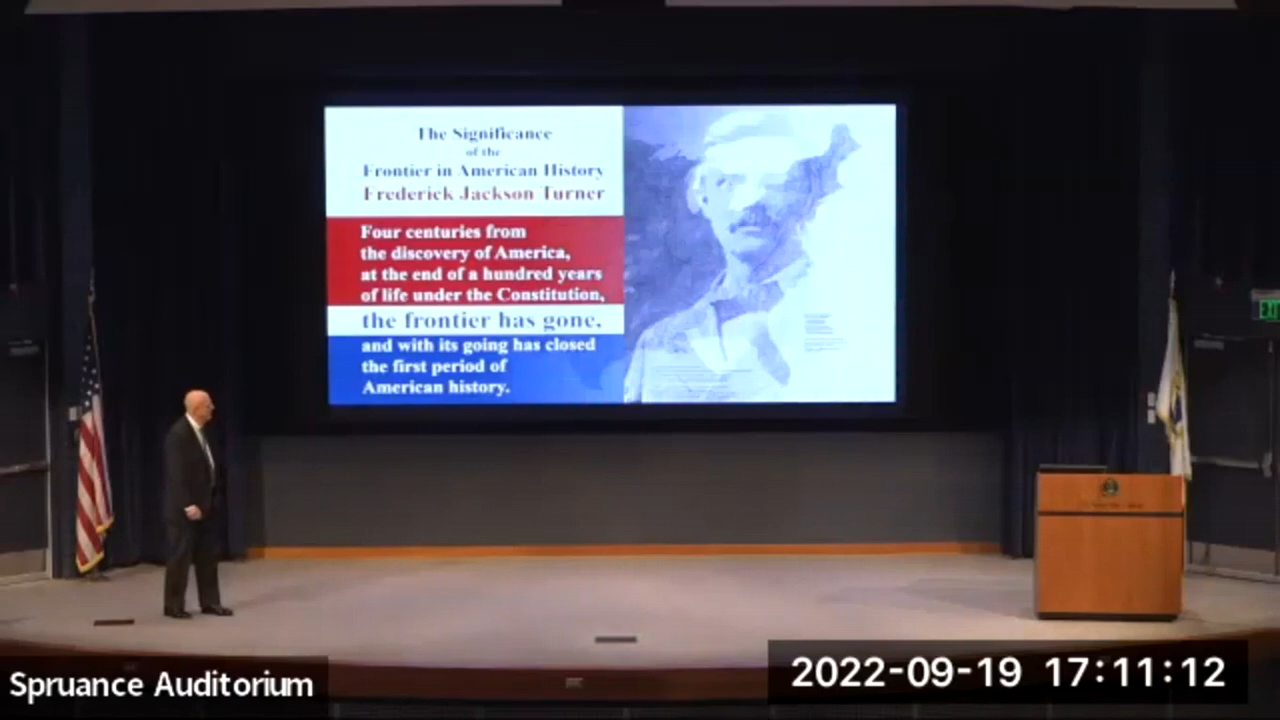 The Significance
of the
Frontier in American History
Frederick Jackson Turner
Four centuries from
the discovery of America,
at the end of a hundred years
of life under the Constitution,
the frontier has gone,
and with its going has closed
the first period of
American history.
Spruance Auditorium
2022-09-19 17:11:12